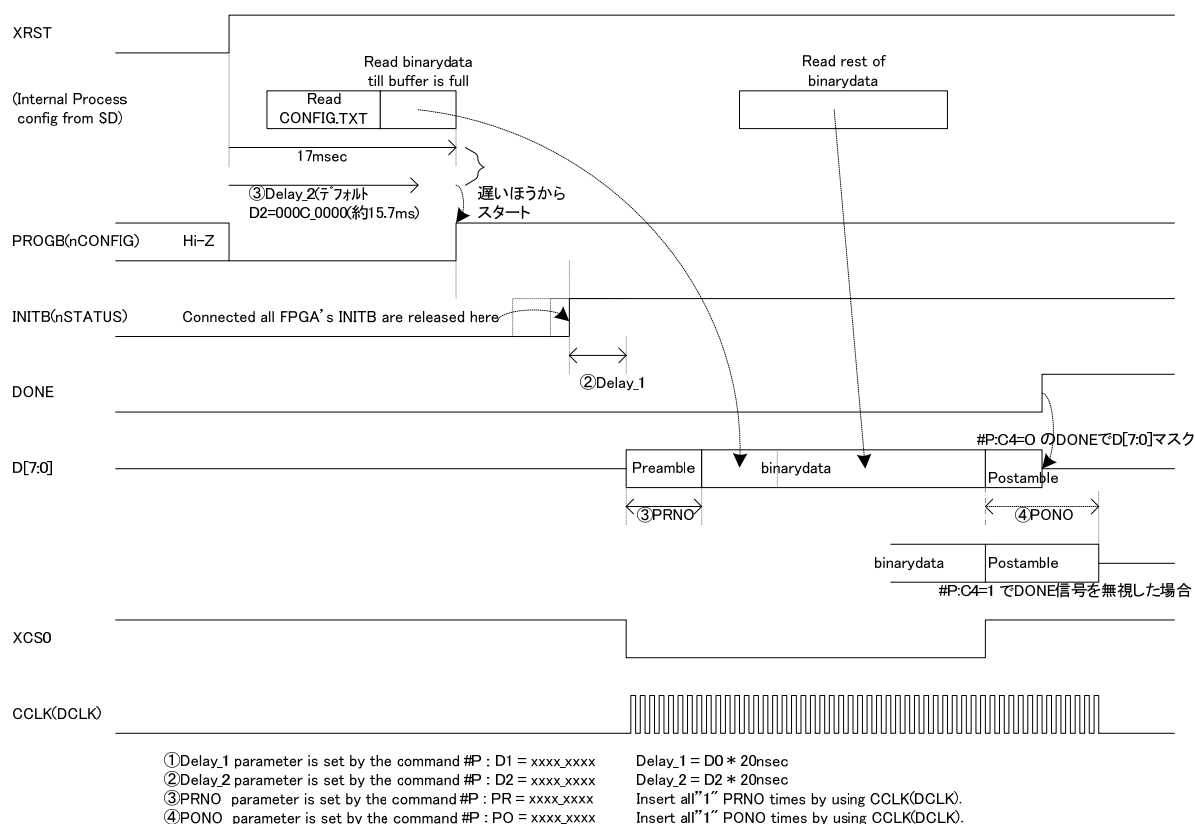 XRST
Read binarydata
till buffer is full
Read rest of
binarydata
(Internal Process
config from SD)
Read
CONFIG.TXT
17msec
③Delay_2(デフォルト
D2=000C_0000(約15.7ms)
遅いほうから
スタート
PROGB(nCONFIG)
Hi-Z
INITB(nSTATUS)
Connected all FPGA's INITB are released here
②Delay_1
DONE
#P:C4=0 のDONEでD[7:0]マスク
D[7:0]
Preamble
binarydata
Postamble
③PRNO
④PONO
binarydata
Postamble
#P:C4=1 でDONE信号を無視した場合
XCS0
CCLK(DCLK)
①Delay_1 parameter is set by the command #P : D1 = xxxx_xxxx Delay_1 = D0 * 20nsec
②Delay_2 parameter is set by the command #P : D2 = xxxx_xxxx Delay_2 = D2 * 20nsec
③PRNO parameter is set by the command #P : PR = xxxx_xxxx Insert all"1" PRNO times by using CCLK(DCLK).
④PONO parameter is set by the command #P : PO = xxxx_xxxx Insert all"1" PONO times by using CCLK(DCLK).